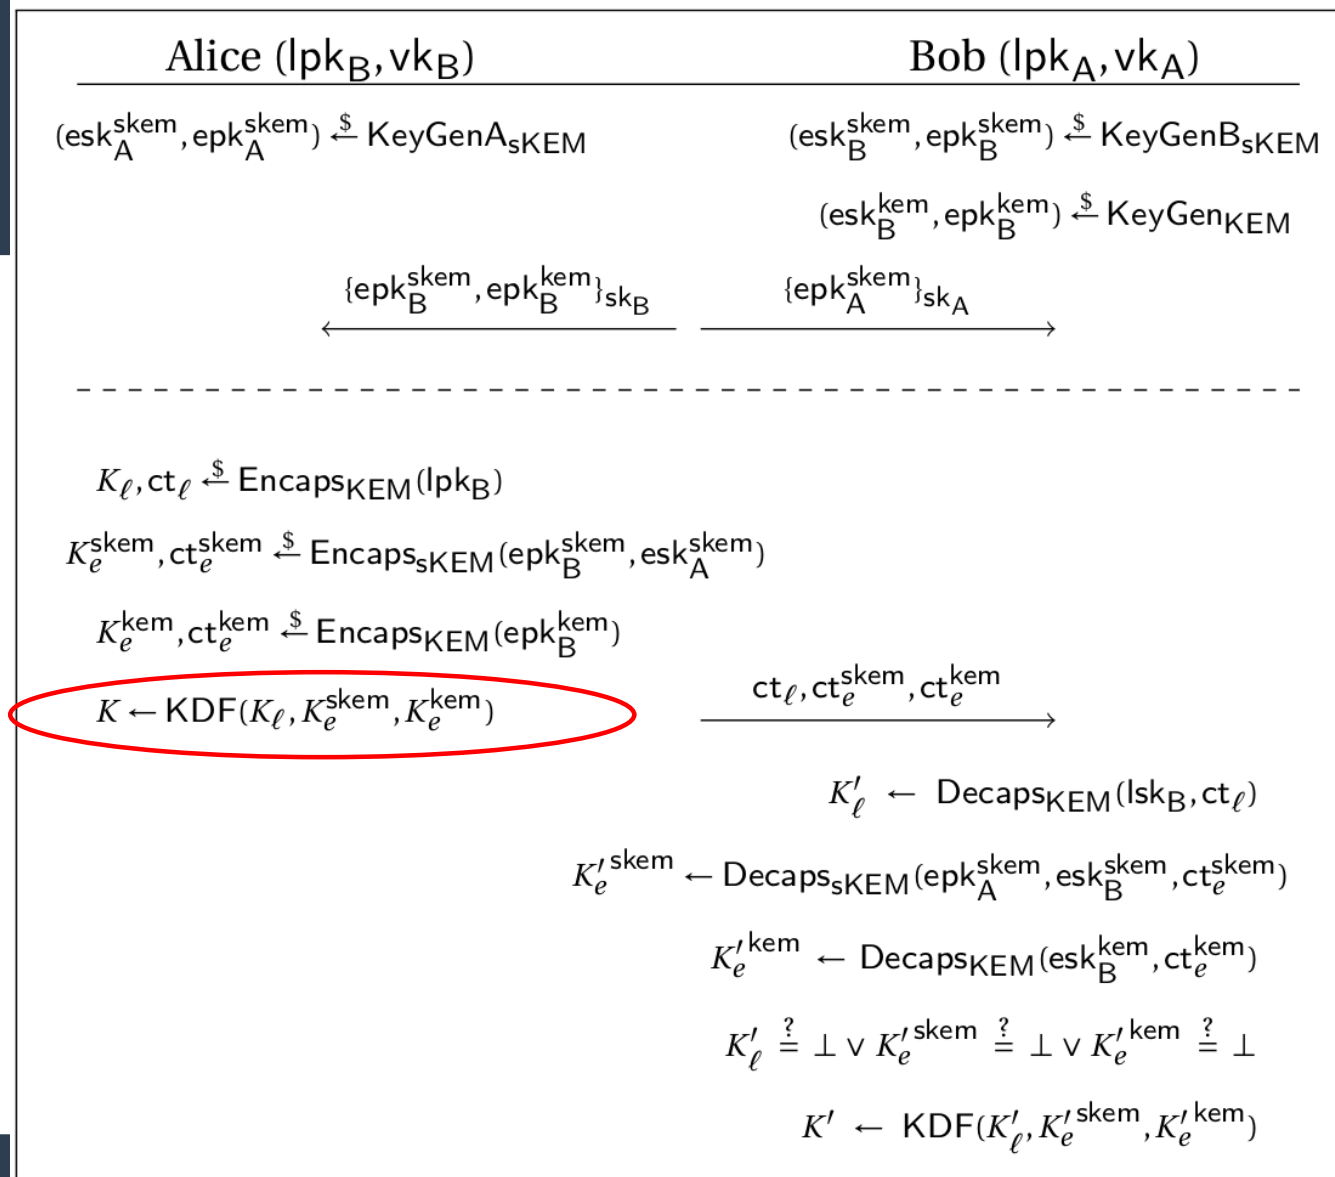 Alice (lpk_B, vk_B) Bob (lpk_A, vk_A)
(esk_A^skem, epk_A^skem) ←$ KeyGenA_sKEM (esk_B^skem, epk_B^skem) ←$ KeyGenB_sKEM
(esk_B^kem, epk_B^kem) ←$ KeyGen_KEM
{epk_B^skem, epk_B^kem}_sk_B {epk_A^skem}_sk_A
K_ℓ, ct_ℓ ←$ Encaps_KEM(lpk_B)
K_e^skem, ct_e^skem ←$ Encaps_sKEM(epk_B^skem, esk_A^skem)
K_e^kem, ct_e^kem ←$ Encaps_KEM(epk_B^kem)
K ← KDF(K_ℓ, K_e^skem, K_e^kem) ct_ℓ, ct_e^skem, ct_e^kem
K'_ℓ ← Decaps_KEM(lsk_B, ct_ℓ)
K'_e^skem ← Decaps_sKEM(epk_A^skem, esk_B^skem, ct_e^skem)
K'_e^kem ← Decaps_KEM(esk_B^kem, ct_e^kem)
K'_ℓ ≟ ⊥ ∨ K'_e^skem ≟ ⊥ ∨ K'_e^kem ≟ ⊥
K' ← KDF(K'_ℓ, K'_e^skem, K'_e^kem)